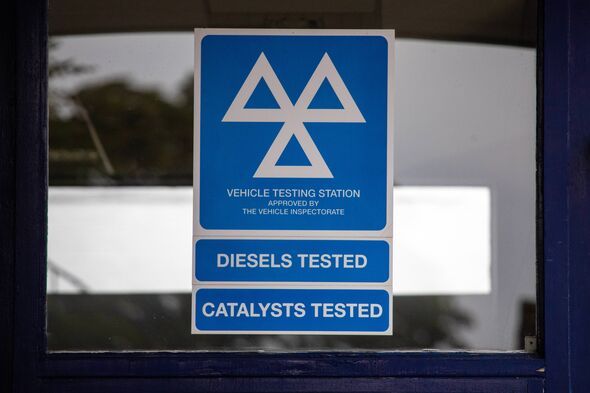 VEHICLE TESTING STATION
APPROVED BY
THE VEHICLE INSPECTORATE
DIESELS TESTED
CATALYSTS TESTED